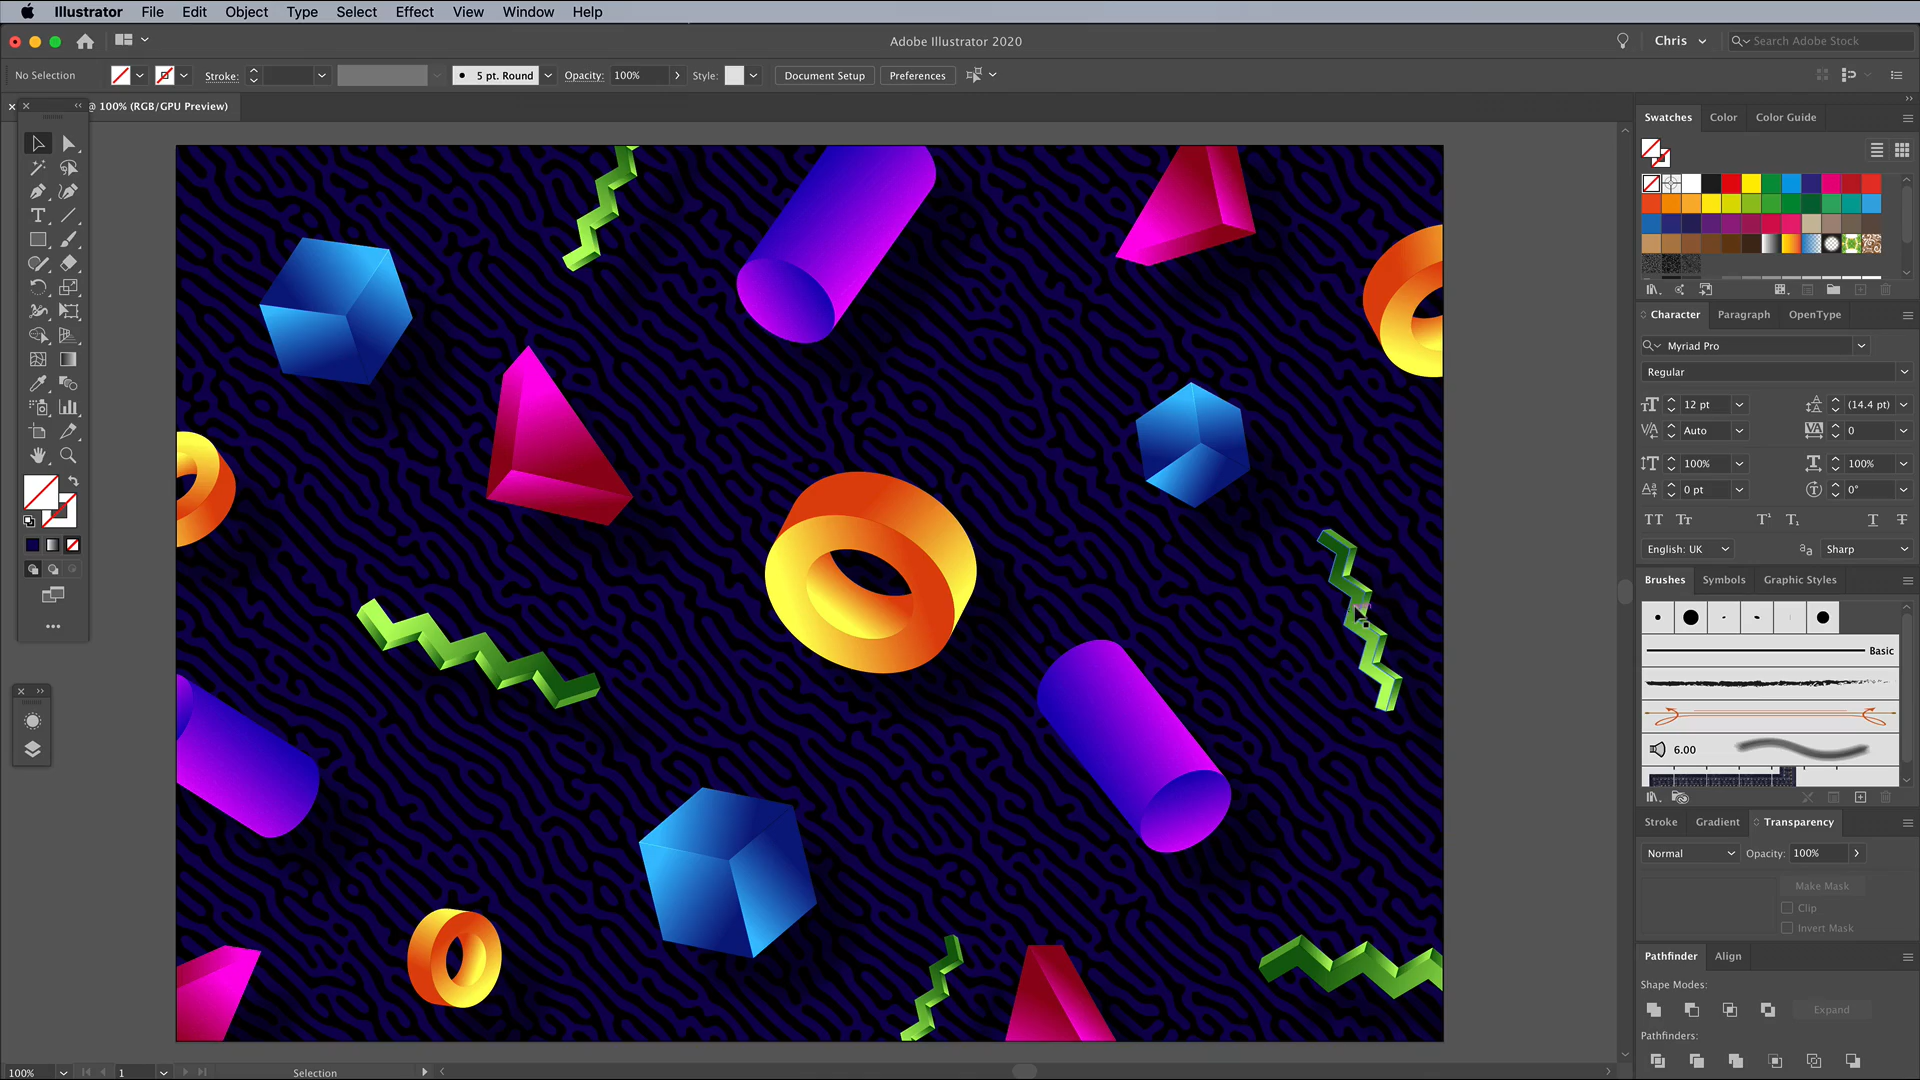 Illustrator File Edit Object Type Select Effect View Window Help
Adobe Illustrator 2020
Chris
Search Adobe Stock
No Selection
Stroke:
5 pt. Round
Opacity: 100%
Style:
Document Setup
Preferences
@ 100% (RGB/GPU Preview)
Swatches Color Color Guide
Character Paragraph OpenType
Myriad Pro
Regular
12 pt
(14.4 pt)
Auto
0
100%
100%
0 pt
0°
English: UK
Sharp
Brushes Symbols Graphic Styles
Basic
6.00
Stroke Gradient Transparency
Normal
Opacity: 100%
Make Mask
Clip
Invert Mask
Pathfinder Align
Shape Modes:
Expand
Pathfinders:
100%
1
Selection